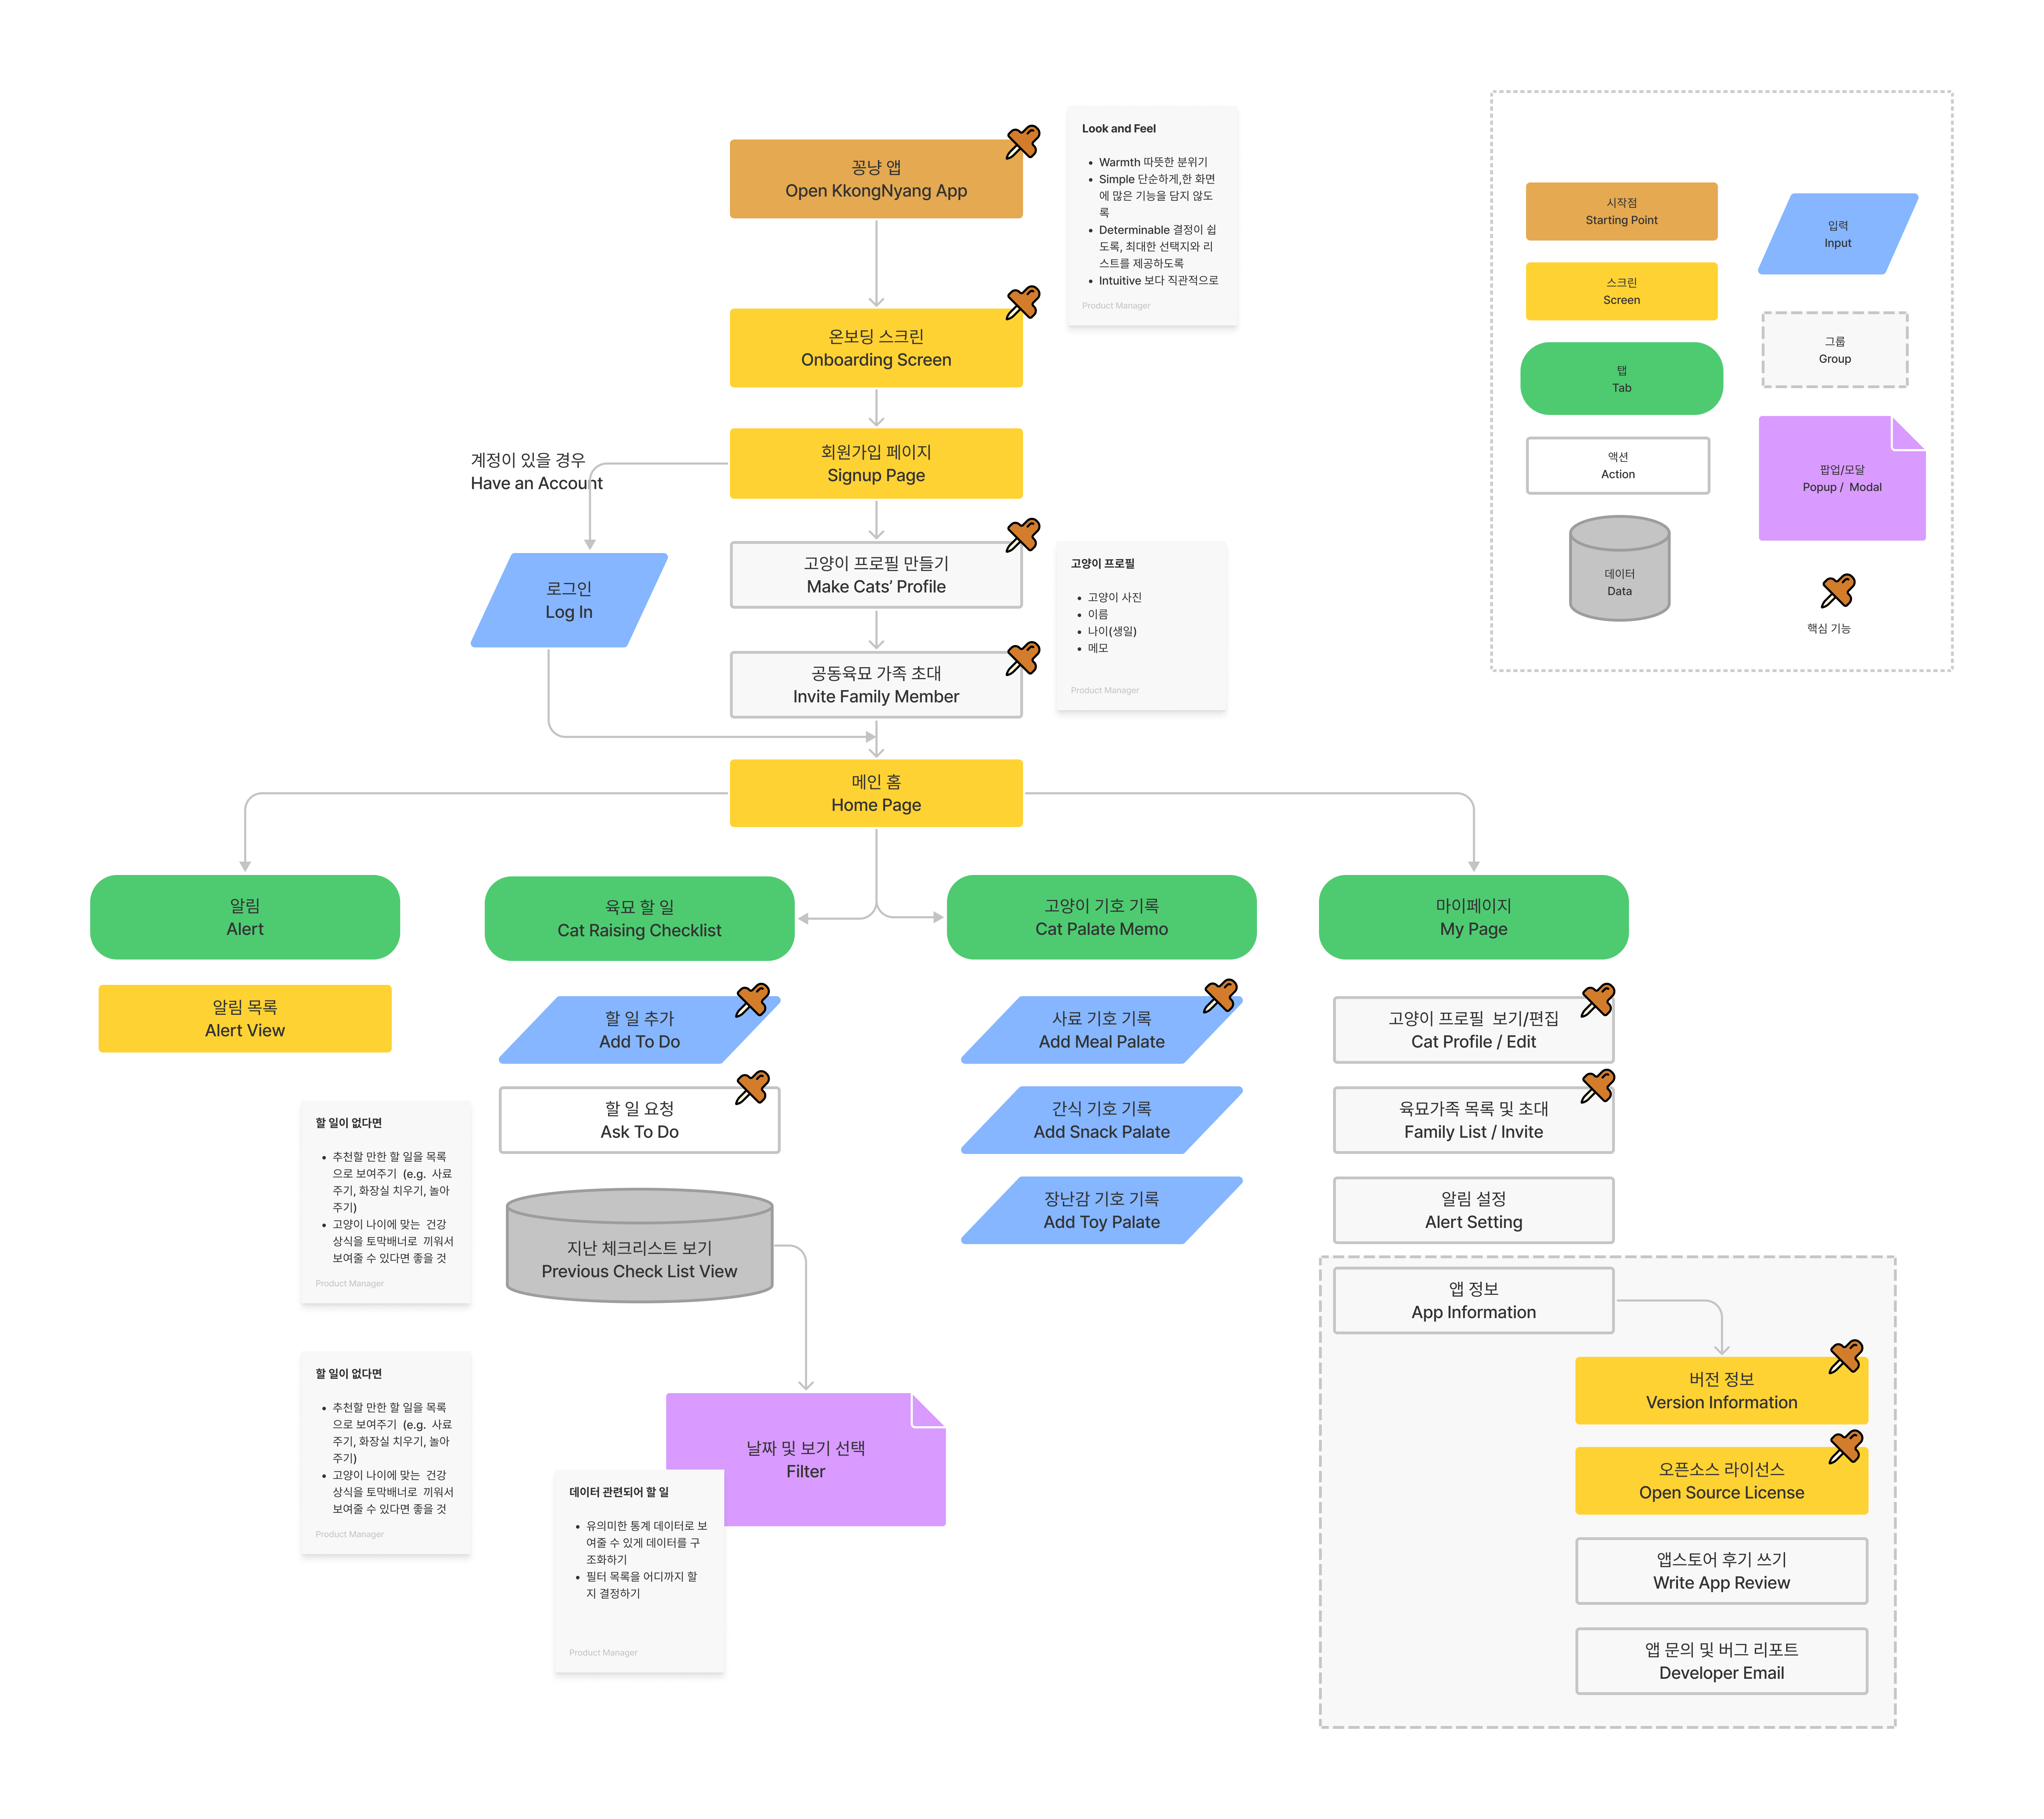 꽁냥 앱
Open KkongNyang App
Look and Feel
• Warmth 따뜻한 분위기
• Simple 단순하게,한 화면
에 많은 기능을 담지 않도
록
• Determinable 결정이 쉽
도록, 최대한 선택지와 리
스트를 제공하도록
• Intuitive 보다 직관적으로
Product Manager
온보딩 스크린
Onboarding Screen
회원가입 페이지
Signup Page
계정이 있을 경우
Have an Account
로그인
Log In
고양이 프로필 만들기
Make Cats’ Profile
고양이 프로필
• 고양이 사진
• 이름
• 나이(생일)
• 메모
Product Manager
공동육묘 가족 초대
Invite Family Member
메인 홈
Home Page
시작점
Starting Point
입력
Input
스크린
Screen
그룹
Group
탭
Tab
액션
Action
팝업/모달
Popup / Modal
데이터
Data
핵심 기능
알림
Alert
알림 목록
Alert View
육묘 할 일
Cat Raising Checklist
할 일 추가
Add To Do
할 일 요청
Ask To Do
지난 체크리스트 보기
Previous Check List View
할 일이 없다면
• 추천할 만한 할 일을 목록
으로 보여주기 (e.g. 사료
주기, 화장실 치우기, 놀아
주기)
• 고양이 나이에 맞는 건강
상식을 토막배너로 끼워서
보여줄 수 있다면 좋을 것
Product Manager
할 일이 없다면
• 추천할 만한 할 일을 목록
으로 보여주기 (e.g. 사료
주기, 화장실 치우기, 놀아
주기)
• 고양이 나이에 맞는 건강
상식을 토막배너로 끼워서
보여줄 수 있다면 좋을 것
Product Manager
날짜 및 보기 선택
Filter
데이터 관련되어 할 일
• 유의미한 통계 데이터로 보
여줄 수 있게 데이터를 구
조화하기
• 필터 목록을 어디까지 할
지 결정하기
Product Manager
고양이 기호 기록
Cat Palate Memo
사료 기호 기록
Add Meal Palate
간식 기호 기록
Add Snack Palate
장난감 기호 기록
Add Toy Palate
마이페이지
My Page
고양이 프로필 보기/편집
Cat Profile / Edit
육묘가족 목록 및 초대
Family List / Invite
알림 설정
Alert Setting
앱 정보
App Information
버전 정보
Version Information
오픈소스 라이선스
Open Source License
앱스토어 후기 쓰기
Write App Review
앱 문의 및 버그 리포트
Developer Email